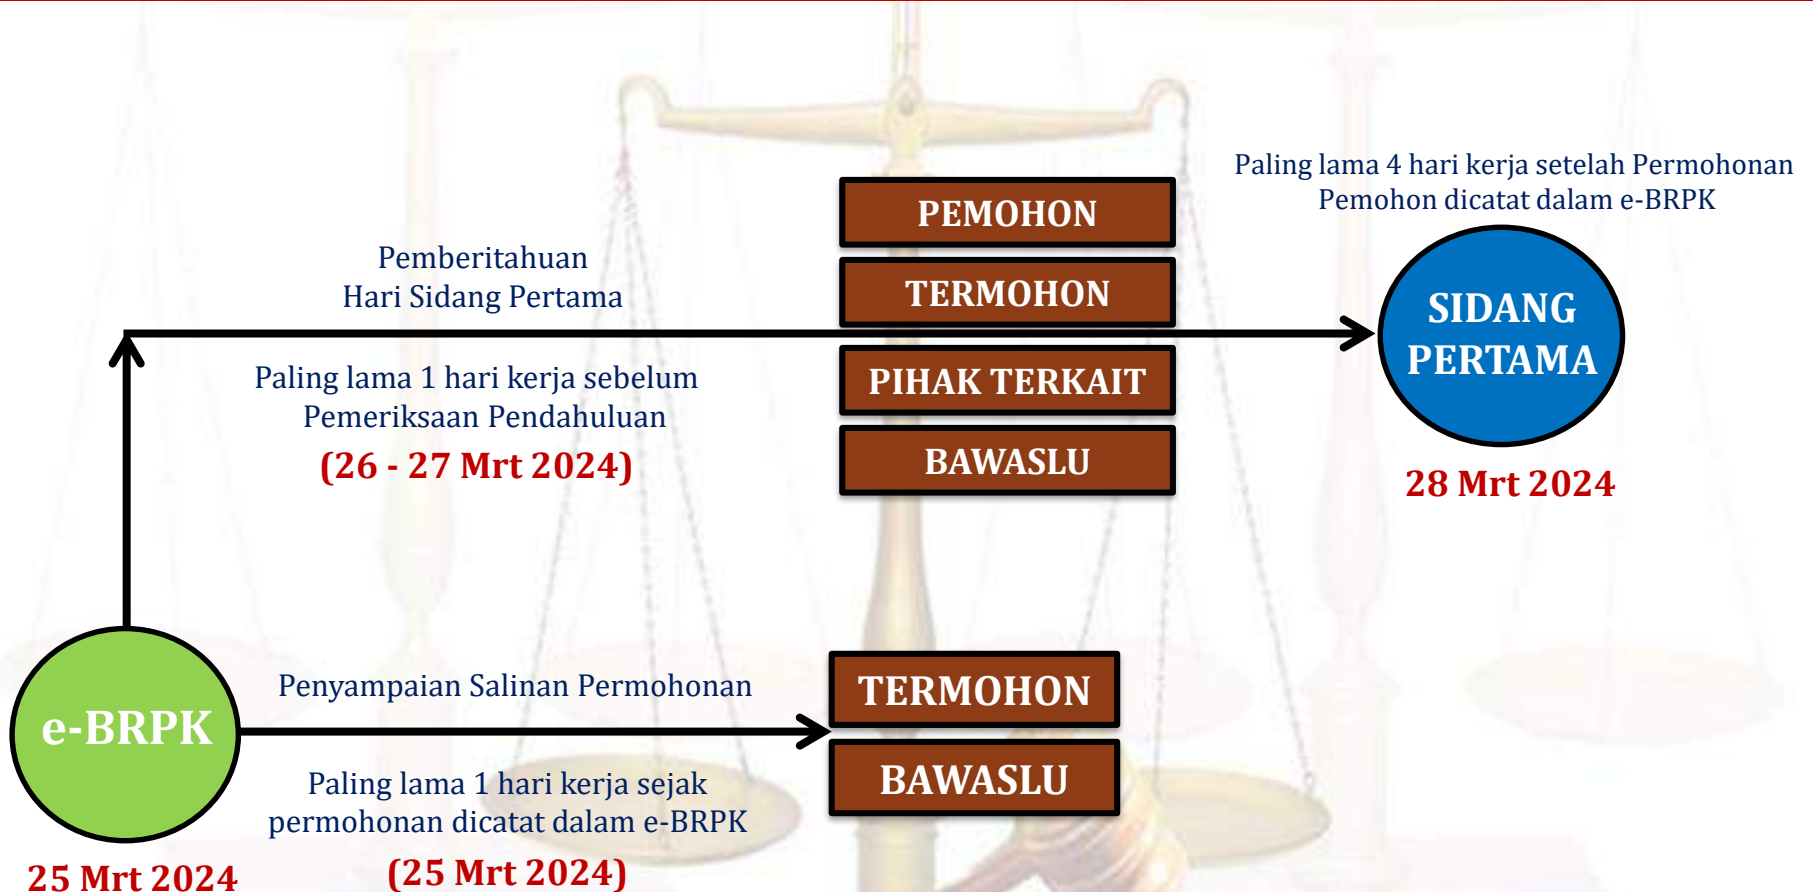 Paling lama 4 hari kerja setelah Permohonan
Pemohon dicatat dalam e-BRPK
PEMOHON
TERMOHON
PIHAK TERKAIT
BAWASLU
Pemberitahuan
Hari Sidang Pertama
Paling lama 1 hari kerja sebelum
Pemeriksaan Pendahuluan
(26 - 27 Mrt 2024)
SIDANG
PERTAMA
28 Mrt 2024
e-BRPK
25 Mrt 2024
Penyampaian Salinan Permohonan
Paling lama 1 hari kerja sejak
permohonan dicatat dalam e-BRPK
(25 Mrt 2024)
TERMOHON
BAWASLU